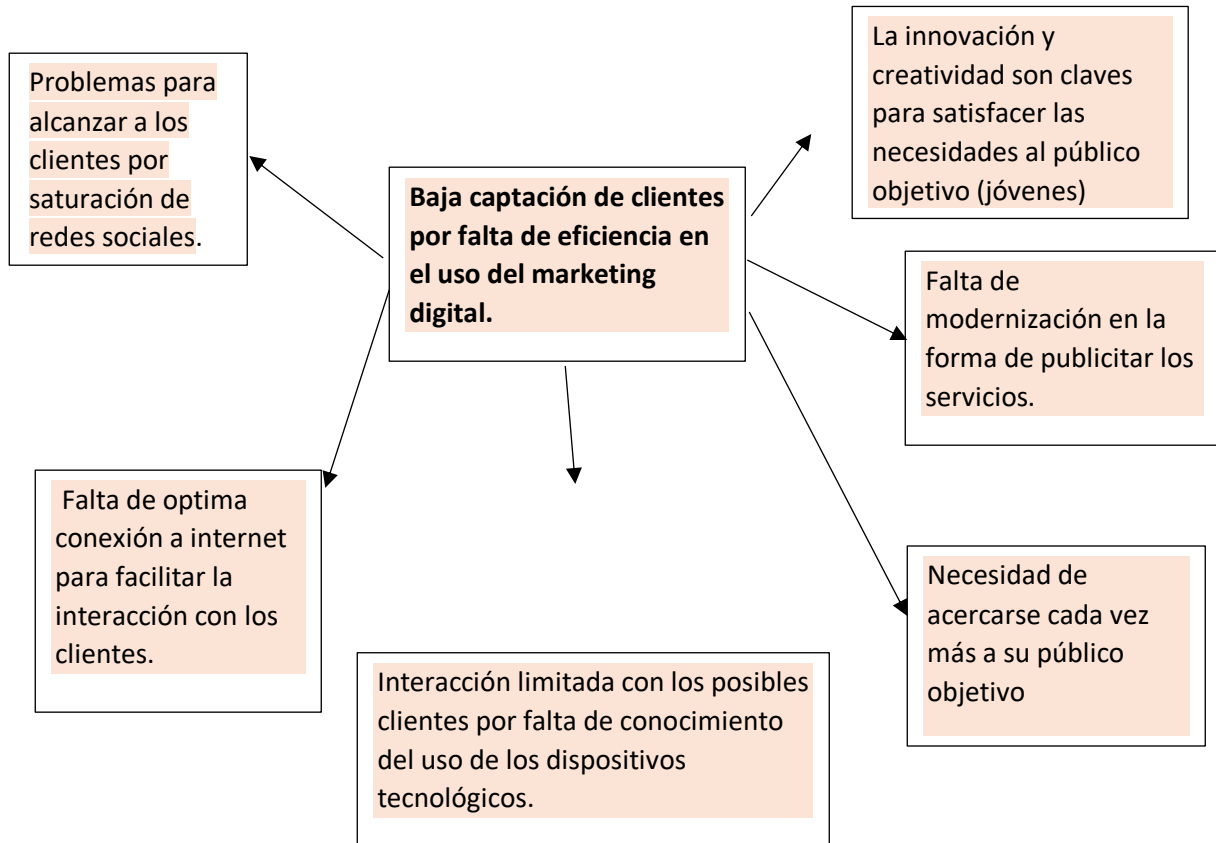 Problemas para
alcanzar a los
clientes por
saturación de
redes sociales.
La innovación y
creatividad son claves
para satisfacer las
necesidades al público
objetivo (jóvenes)
Baja captación de clientes
por falta de eficiencia en
el uso del marketing
digital.
Falta de
modernización en la
forma de publicitar los
servicios.
Falta de optima
conexión a internet
para facilitar la
interacción con los
clientes.
Necesidad de
acercarse cada vez
más a su público
objetivo
Interacción limitada con los posibles
clientes por falta de conocimiento
del uso de los dispositivos
tecnológicos.